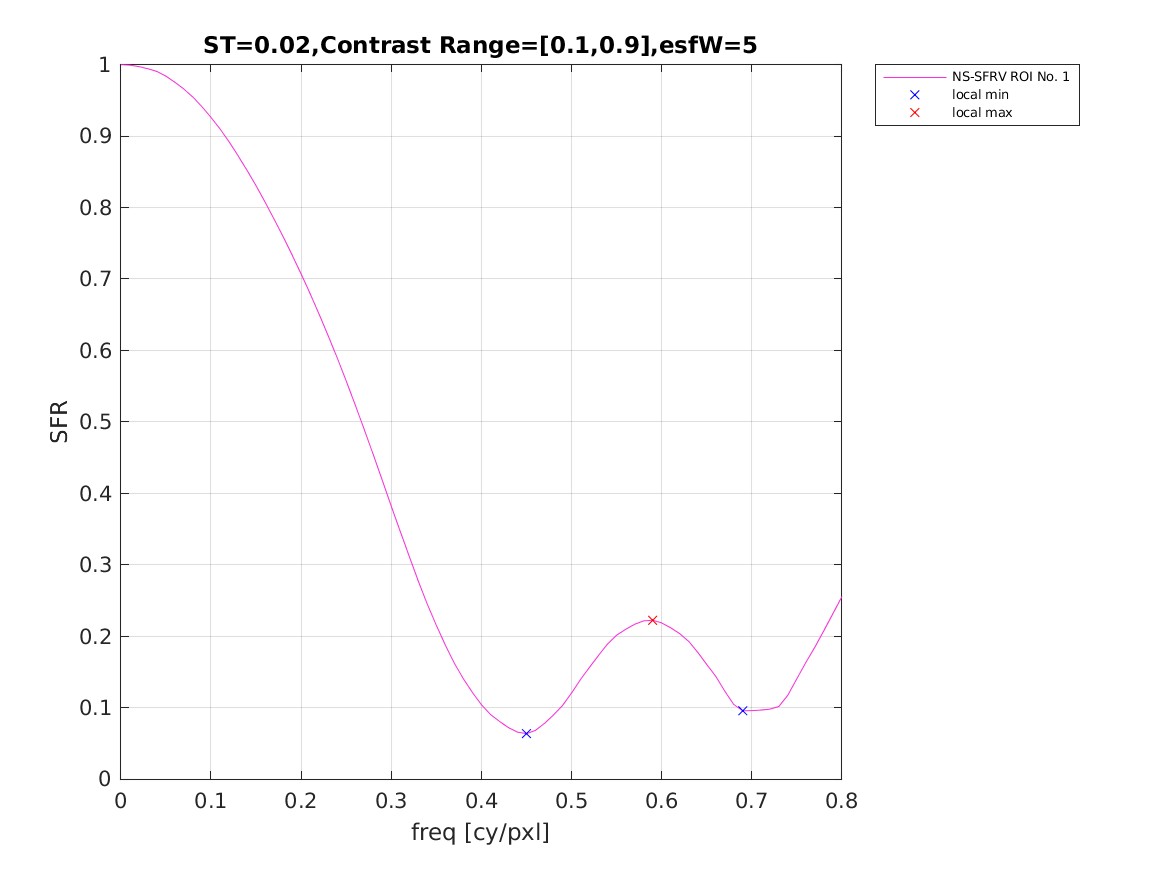 ST=0.02,Contrast Range=[0.1,0.9],esfW=5
NS-SFRV ROI No. 1
local min
local max
SFR
1
0.9
0.8
0.7
0.6
0.5
0.4
0.3
0.2
0.1
0
0 0.1 0.2 0.3 0.4 0.5 0.6 0.7 0.8
freq [cy/pxl]